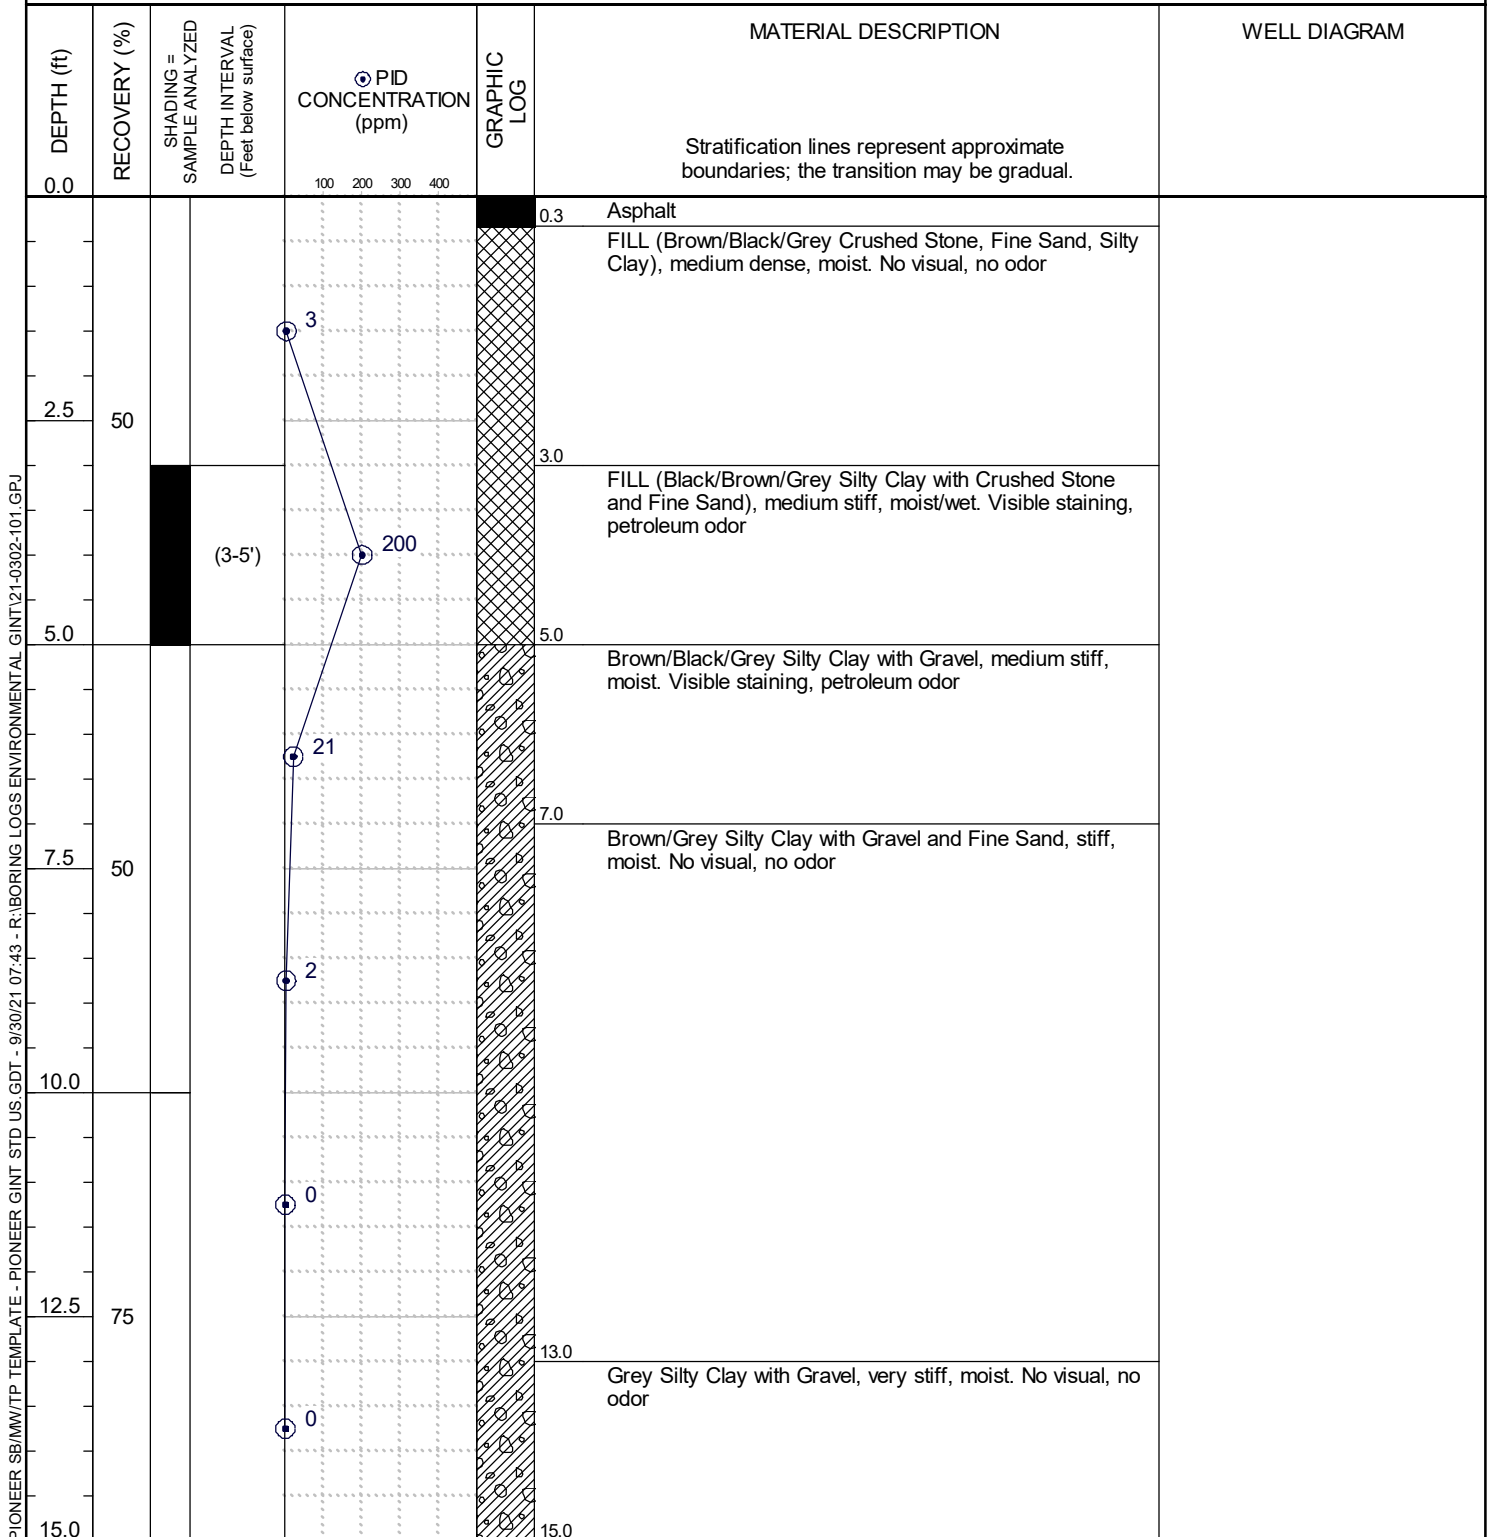 DEPTH (ft)
0.0
RECOVERY (%)
SHADING =
SAMPLE ANALYZED
DEPTH INTERVAL
(Feet below surface)
PID
CONCENTRATION
(ppm)
100 200 300 400
GRAPHIC
LOG
MATERIAL DESCRIPTION
Stratification lines represent approximate
boundaries; the transition may be gradual.
WELL DIAGRAM
0.3 Asphalt
FILL (Brown/Black/Grey Crushed Stone, Fine Sand, Silty
Clay), medium dense, moist. No visual, no odor
3
2.5 50
3.0
FILL (Black/Brown/Grey Silty Clay with Crushed Stone
and Fine Sand), medium stiff, moist/wet. Visible staining,
petroleum odor
(3-5') 200
5.0 5.0
Brown/Black/Grey Silty Clay with Gravel, medium stiff,
moist. Visible staining, petroleum odor
21
7.0
Brown/Grey Silty Clay with Gravel and Fine Sand, stiff,
moist. No visual, no odor
7.5 50
2
10.0
0
12.5 75
13.0
Grey Silty Clay with Gravel, very stiff, moist. No visual, no
odor
0
15.0 15.0
PIONEER SB/MW/TP TEMPLATE - PIONEER GINT STD US.GDT - 9/30/21 07:43 - R:\BORING LOGS ENVIRONMENTAL GINT\21-0302-101.GPJ